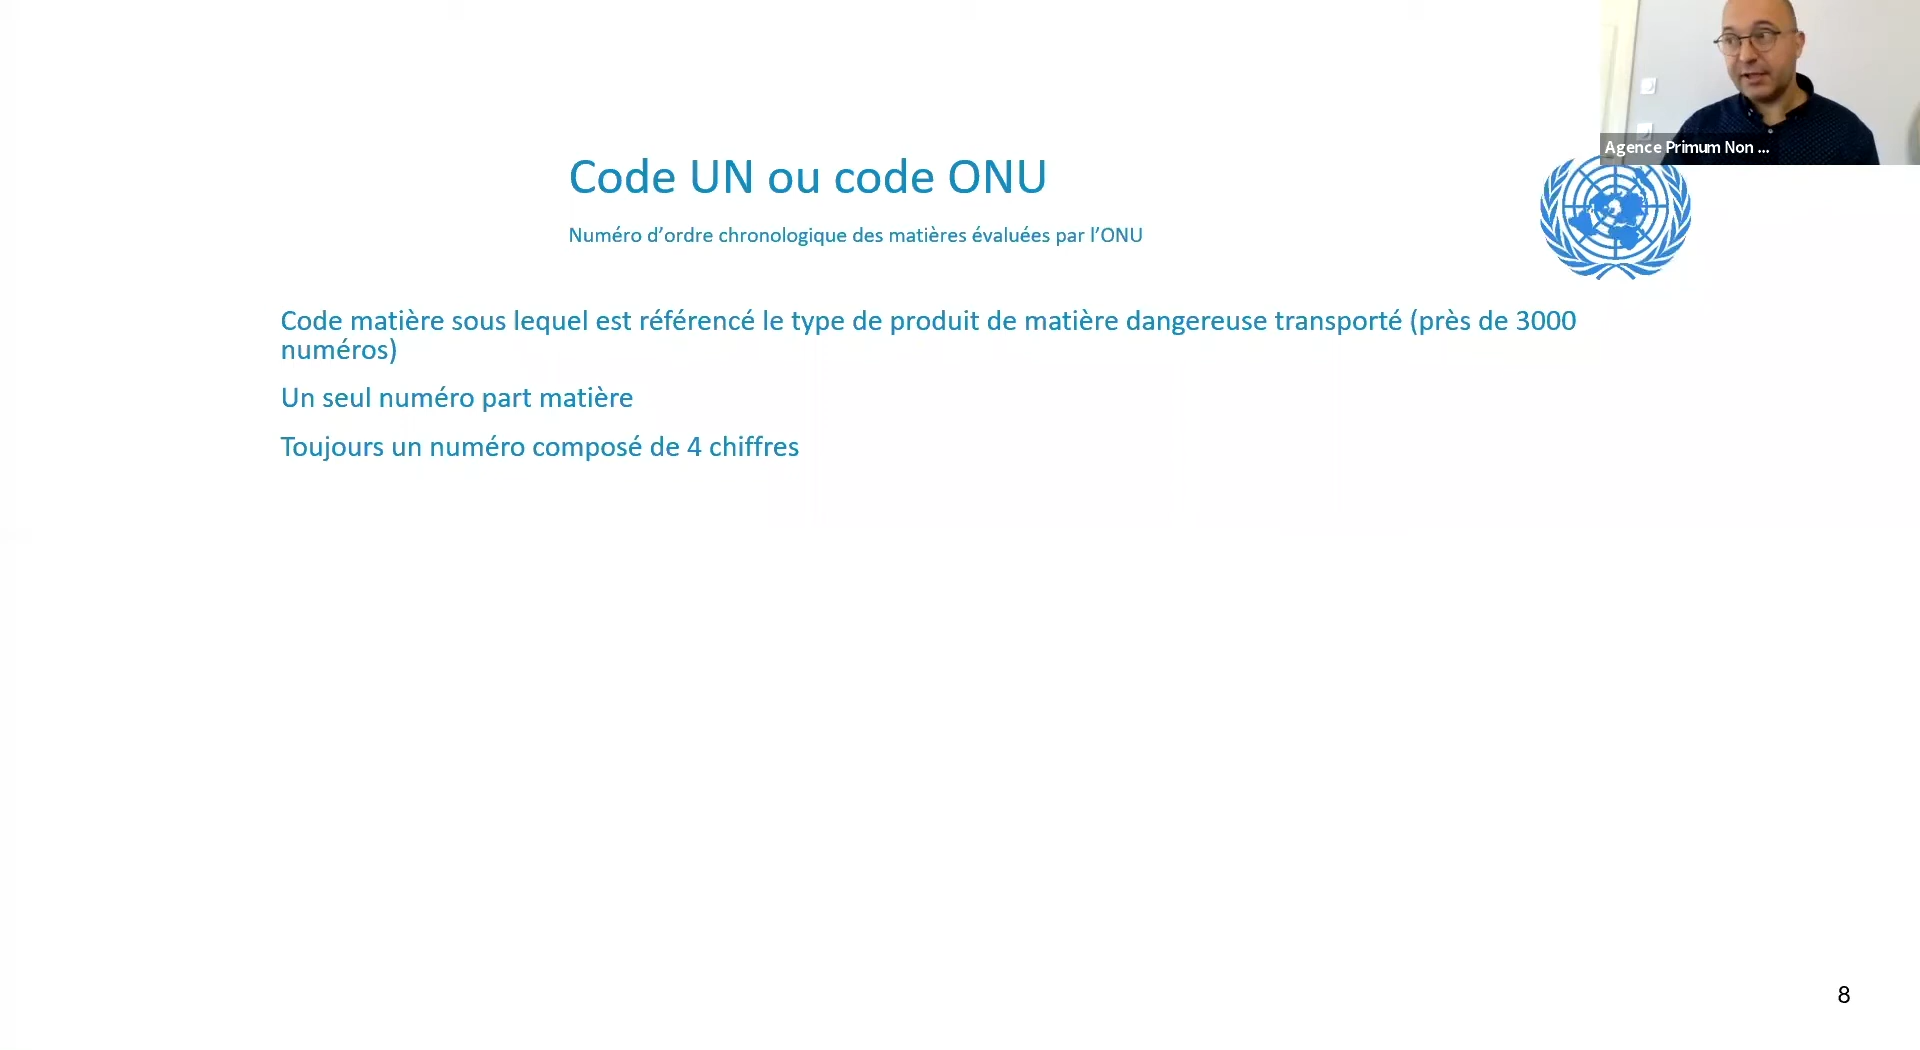 Agence Primum Non ...
Code UN ou code ONU
Numéro d’ordre chronologique des matières évaluées par l’ONU
Code matière sous lequel est référencé le type de produit de matière dangereuse transporté (près de 3000
numéros)
Un seul numéro part matière
Toujours un numéro composé de 4 chiffres
8